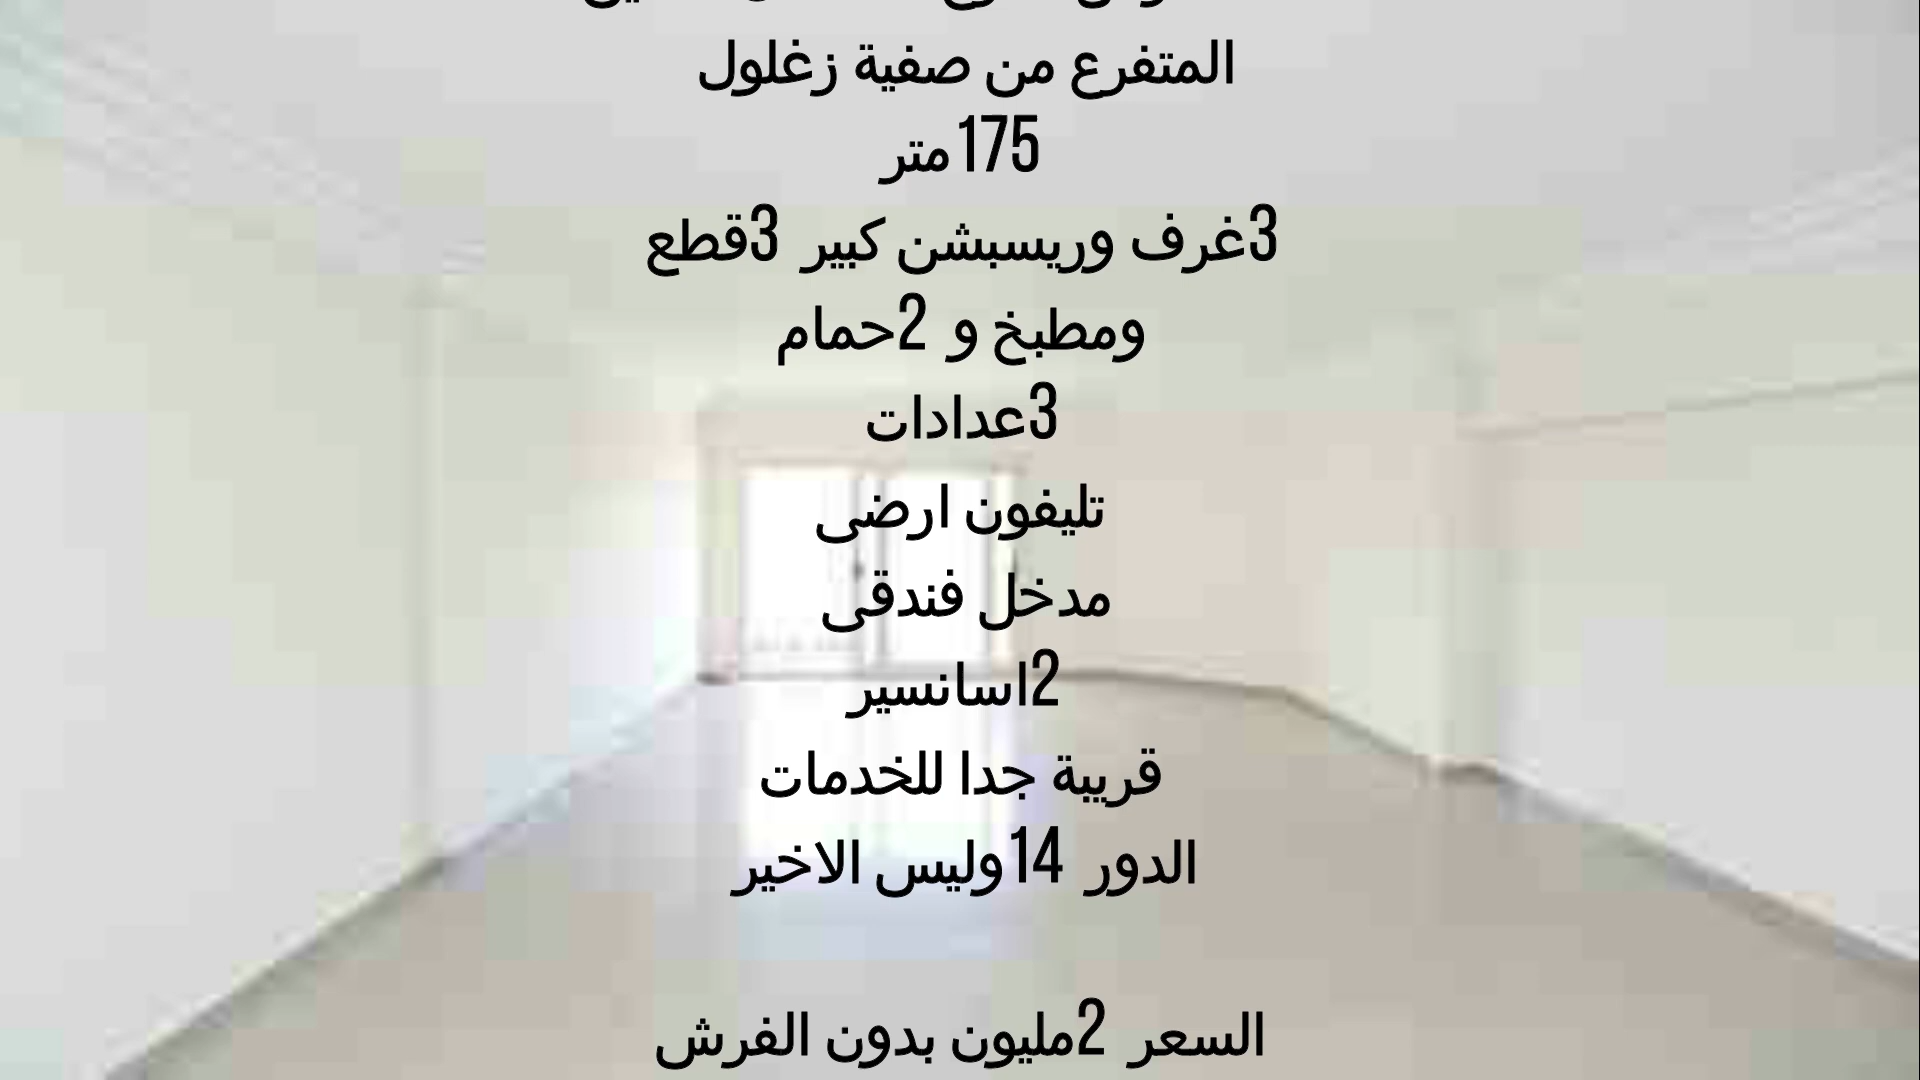 المتفرع من صفية زغلول
175متر
3غرف وريسبشن كبير 3قطع
ومطبخ و 2حمام
3عدادات
تليفون ارضى
مدخل فندقى
2اسانسير
قريبة جدا للخدمات
الدور 14وليس الاخير
السعر 2مليون بدون الفرش